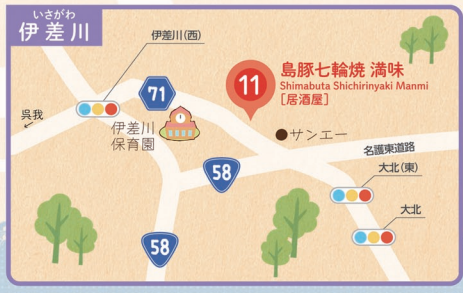 いさがわ
伊差川
伊差川(西)
71
11
島豚七輪焼 満味
Shimabuta Shichirinyaki Manmi
[居酒屋]
呉我
伊差川
保育園
サンエー
名護東道路
58
大北(東)
大北
58